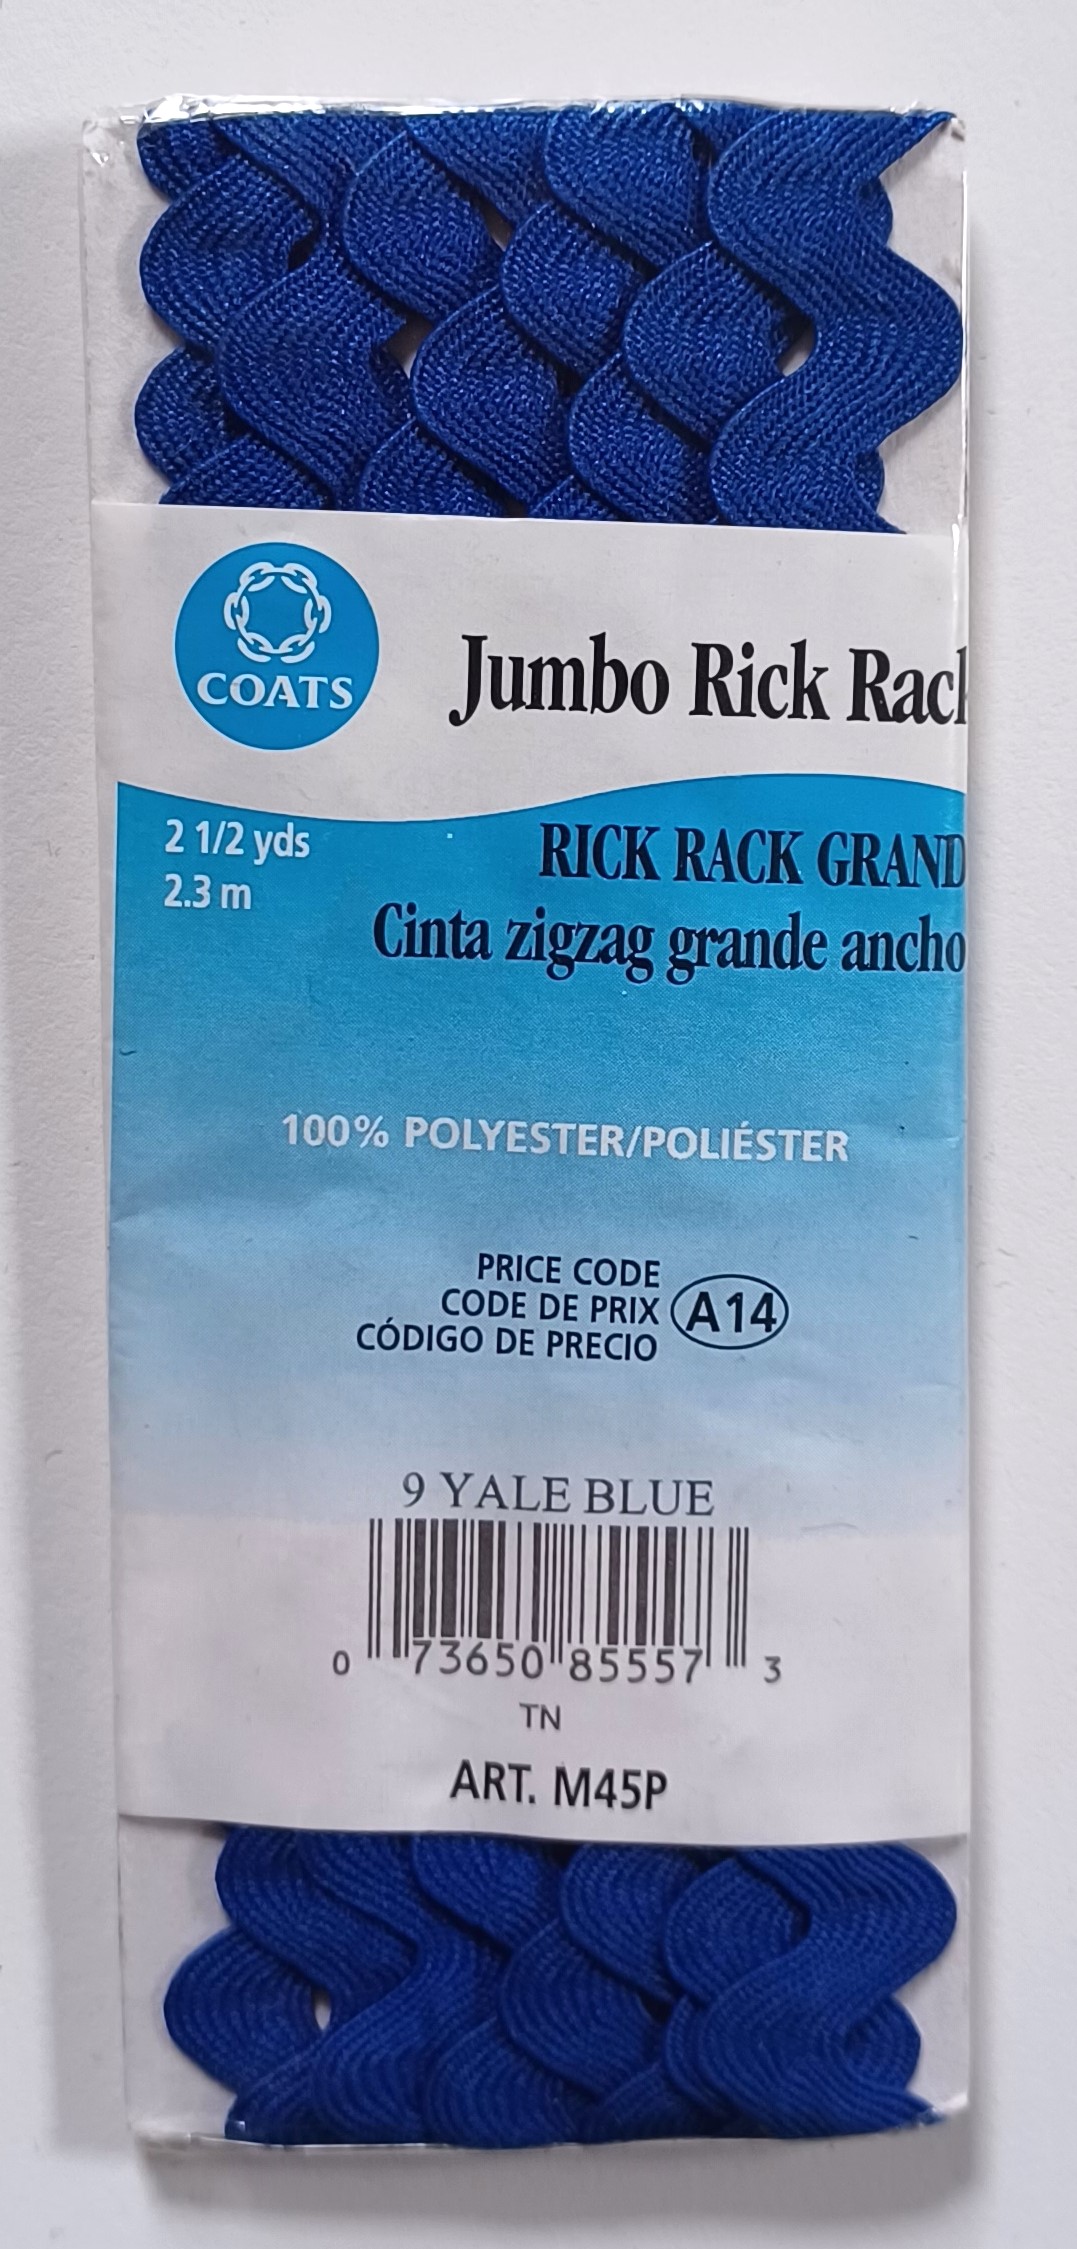 COATS
Jumbo Rick Rack
2 1/2 yds
2.3 m
RICK RACK GRAND
Cinta zigzag grande ancho
100% POLYESTER/POLIÉSTER
PRICE CODE
CODE DE PRIX
CÓDIGO DE PRECIO
A14
9 YALE BLUE
0 73650 85557 3
TN
ART. M45P